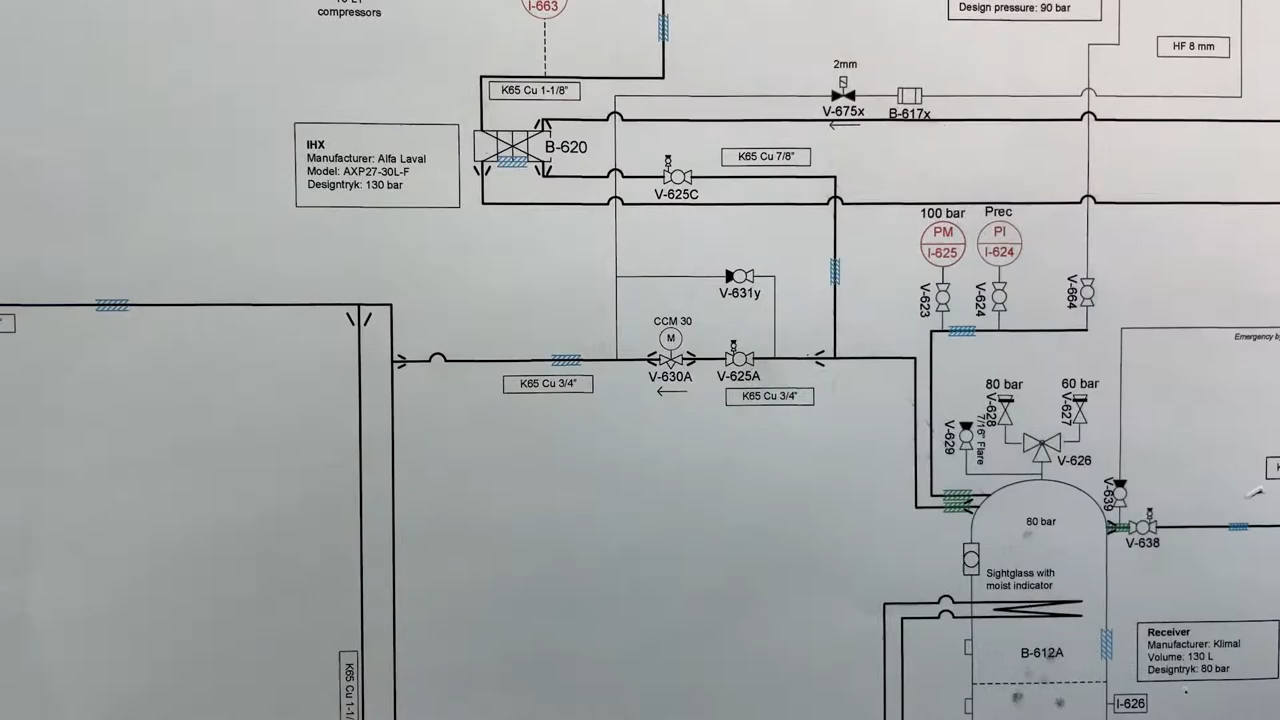 compressors
I-663
Design pressure: 90 bar
HF 8 mm
2mm
K65 Cu 1-1/8"
V-675x
B-617x
IHX
Manufacturer: Alfa Laval
Model: AXP27-30L-F
Designtryk: 130 bar
B-620
K65 Cu 7/8"
V-625C
100 bar
Prec
PM
I-625
PI
I-624
V-623
V-624
V-664
V-631y
CCM 30
M
V-630A
V-625A
K65 Cu 3/4"
K65 Cu 3/4"
Emergency b
80 bar
60 bar
V-628
V-627
V-629
7/16" Flare
V-626
V-639
80 bar
V-638
Sightglass with
moist indicator
B-612A
Receiver
Manufacturer: Klimal
Volume: 130 L
Designtryk: 80 bar
K65 Cu 1-1/
I-626